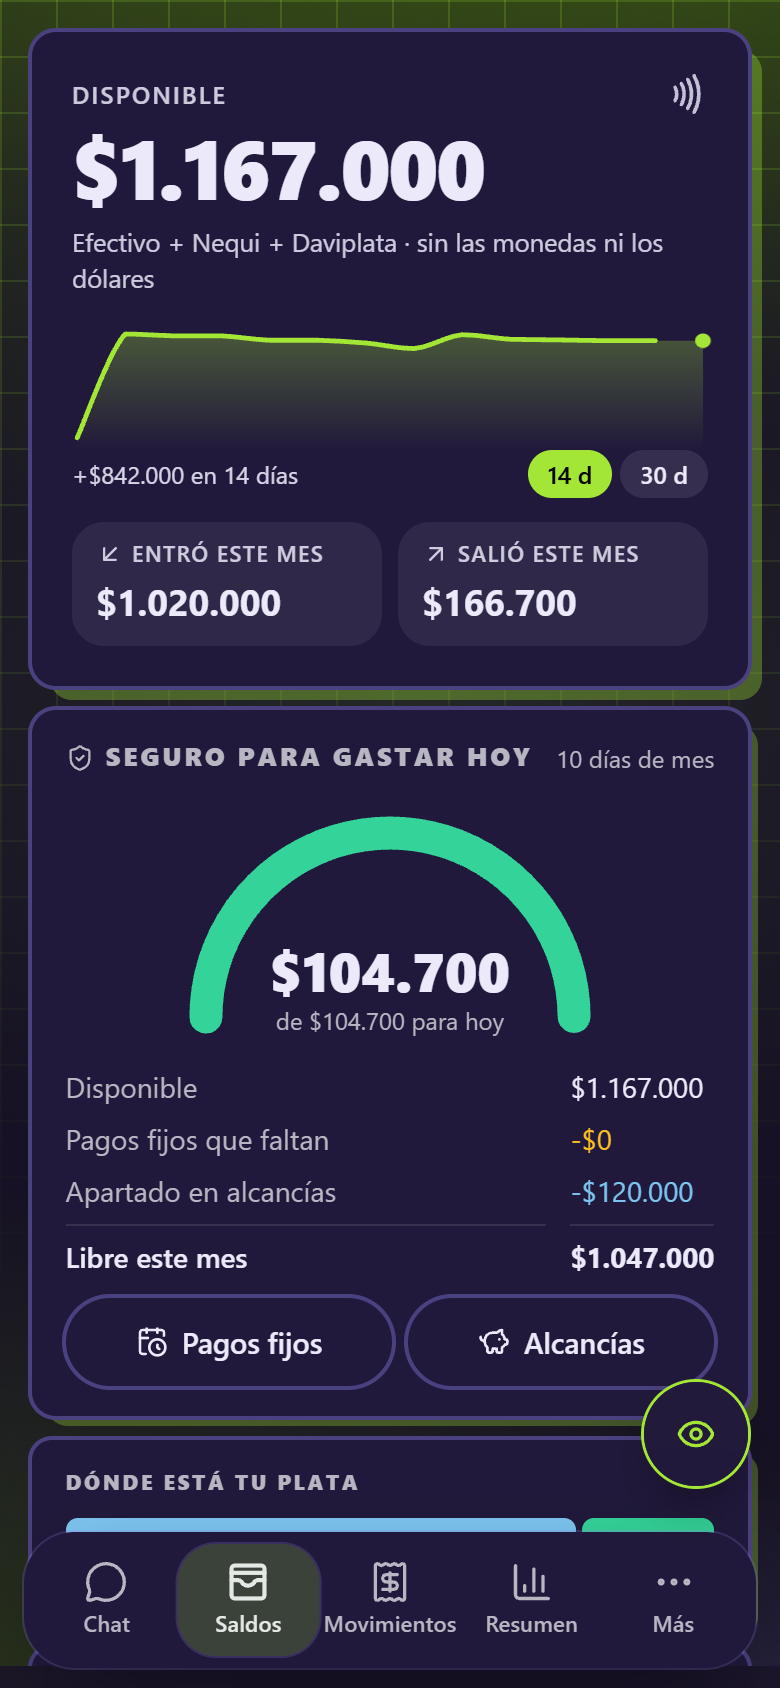 DISPONIBLE
$1.167.000
Efectivo + Nequi + Daviplata · sin las monedas ni los
dólares
+$842.000 en 14 días
14 d
30 d
ENTRÓ ESTE MES
$1.020.000
SALIÓ ESTE MES
$166.700
SEGURO PARA GASTAR HOY
10 días de mes
$104.700
de $104.700 para hoy
Disponible $1.167.000
Pagos fijos que faltan -$0
Apartado en alcancías -$120.000
Libre este mes $1.047.000
Pagos fijos
Alcancías
DÓNDE ESTÁ TU PLATA
Chat
Saldos
Movimientos
Resumen
Más